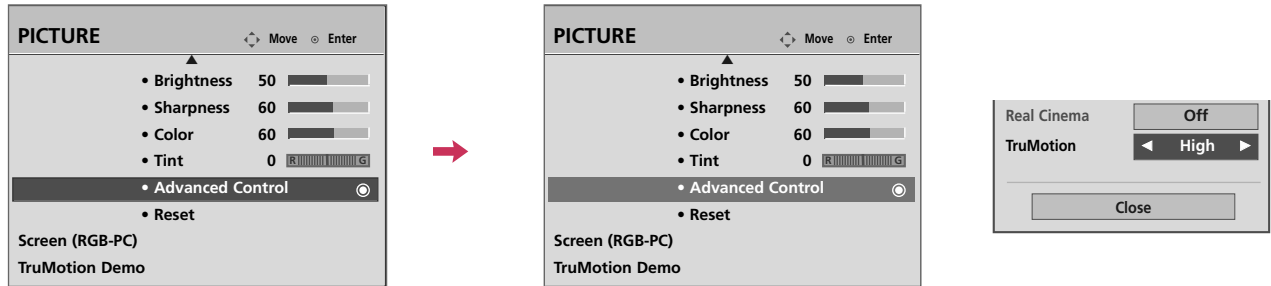 PICTURE Move Enter
• Brightness 50
• Sharpness 60
• Color 60
• Tint 0 R G
• Advanced Control
• Reset
Screen (RGB-PC)
TruMotion Demo
PICTURE Move Enter
• Brightness 50
• Sharpness 60
• Color 60
• Tint 0 R G
• Advanced Control
• Reset
Screen (RGB-PC)
TruMotion Demo
Real Cinema Off
TruMotion ◀ High ▶
Close